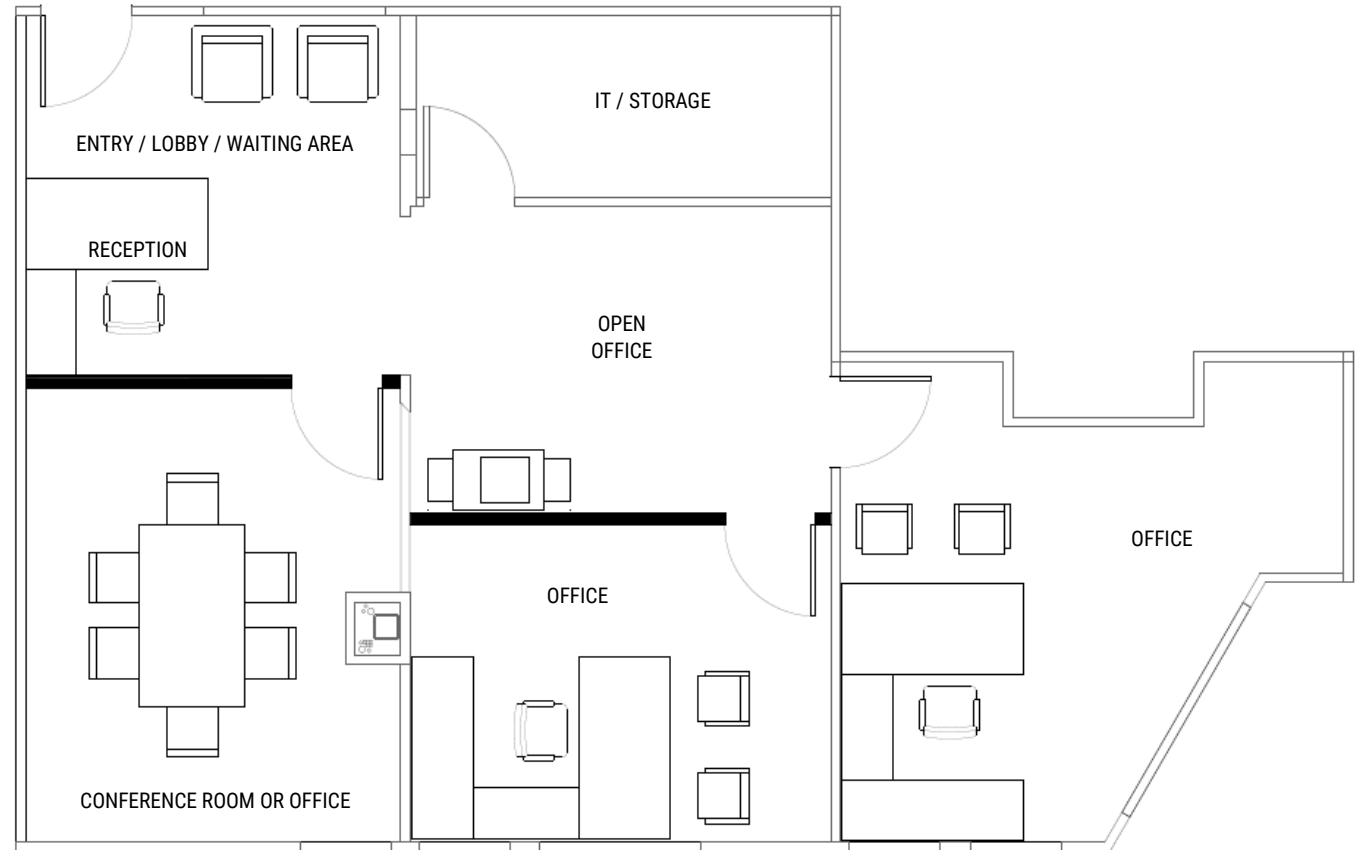 IT / STORAGE
ENTRY / LOBBY / WAITING AREA
RECEPTION
OPEN
OFFICE
OFFICE
OFFICE
CONFERENCE ROOM OR OFFICE